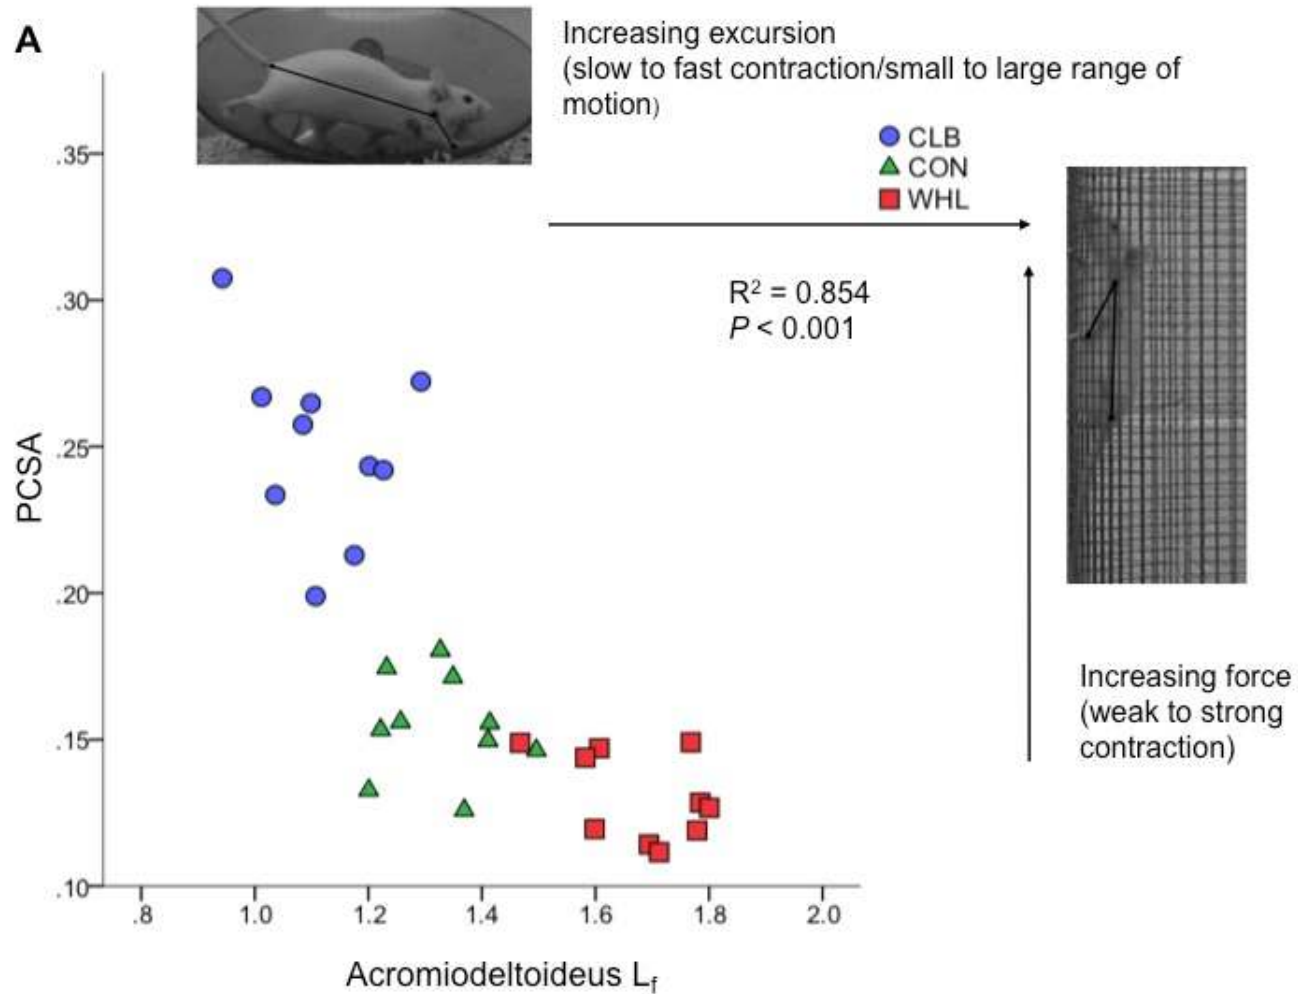 A
Increasing excursion
(slow to fast contraction/small to large range of
motion)
CLB
CON
WHL
R² = 0.854
P < 0.001
.35
.30
.25
.20
.15
.10
PCSA
Increasing force
(weak to strong
contraction)
.8 1.0 1.2 1.4 1.6 1.8 2.0
Acromiodeltoideus Lf